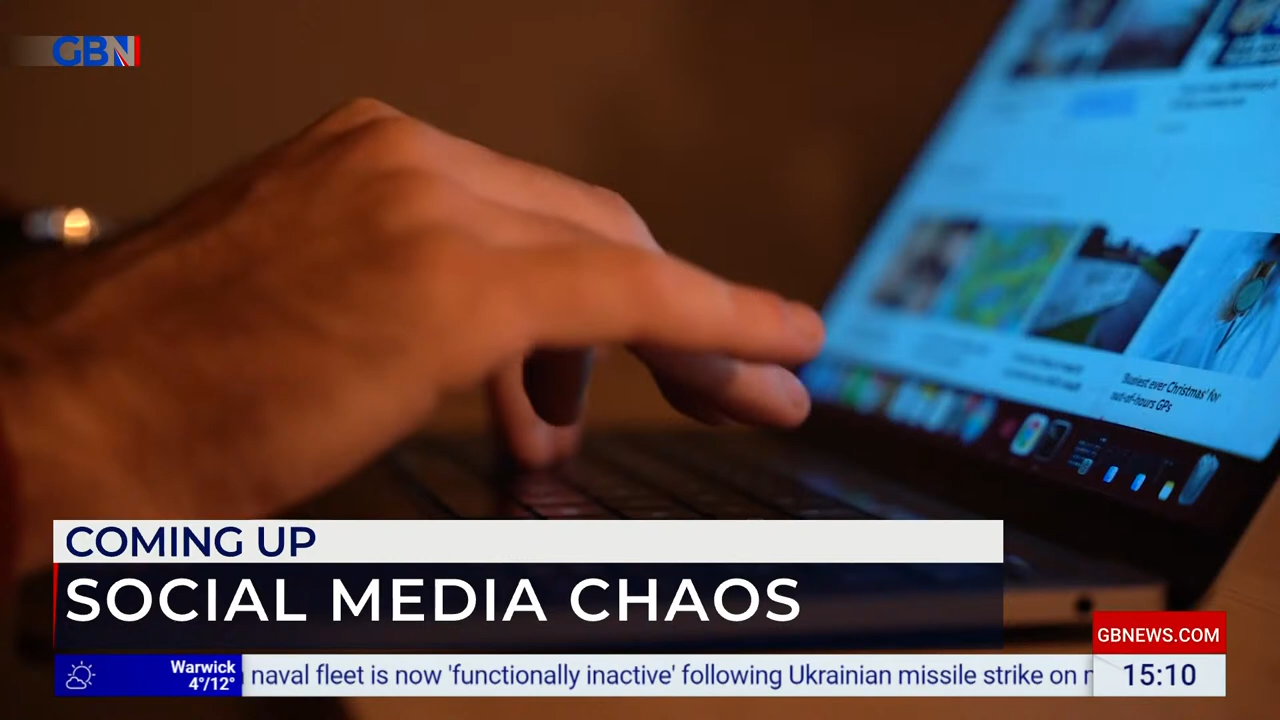 GBN
'Busiest ever Christmas' for
out-of-hours GPs
COMING UP
SOCIAL MEDIA CHAOS
GBNEWS.COM
Warwick
4°/12°
naval fleet is now 'functionally inactive' following Ukrainian missile strike on
15:10